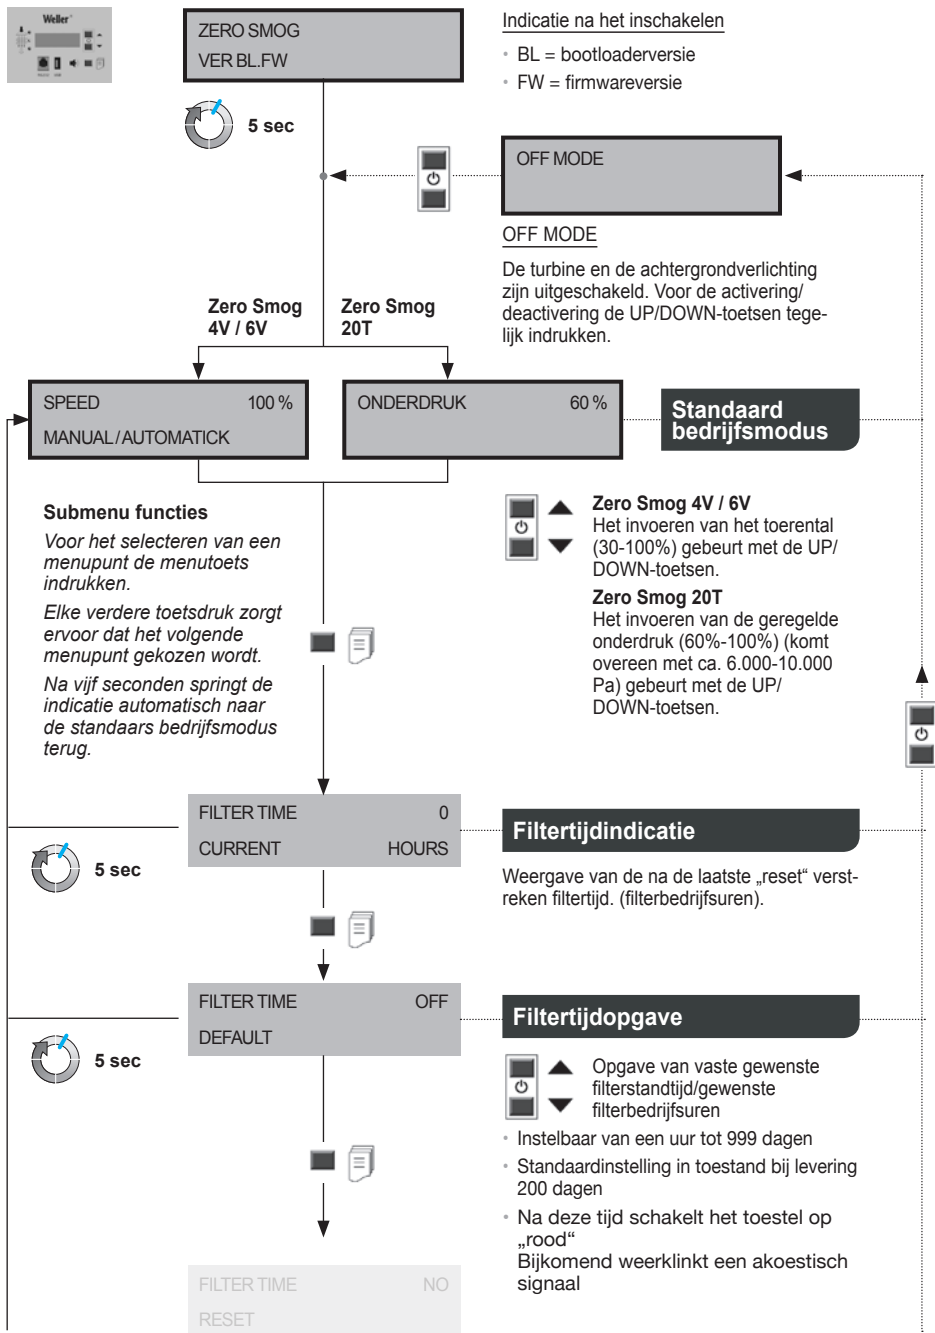 Weller
ZERO SMOG
VER BL.FW
Indicatie na het inschakelen
• BL = bootloaderversie
• FW = firmwareversie
5 sec
OFF MODE
OFF MODE
De turbine en de achtergrondverlichting
zijn uitgeschakeld. Voor de activering/
deactivering de UP/DOWN-toetsen tege-
lijk indrukken.
Zero Smog
4V / 6V
Zero Smog
20T
SPEED 100 %
MANUAL/AUTOMATICK
ONDERDRUK 60 %
Standaard
bedrijfsmodus
Submenu functies
Voor het selecteren van een
menupunt de menutoets
indrukken.
Elke verdere toetsdruk zorgt
ervoor dat het volgende
menupunt gekozen wordt.
Na vijf seconden springt de
indicatie automatisch naar
de standaars bedrijfsmodus
terug.
Zero Smog 4V / 6V
Het invoeren van het toerental
(30-100%) gebeurt met de UP/
DOWN-toetsen.
Zero Smog 20T
Het invoeren van de geregelde
onderdruk (60%-100%) (komt
overeen met ca. 6.000-10.000
Pa) gebeurt met de UP/
DOWN-toetsen.
FILTER TIME 0
CURRENT HOURS
5 sec
Filtertijdindicatie
Weergave van de na de laatste „reset“ verst-
reken filtertijd. (filterbedrijfsuren).
FILTER TIME OFF
DEFAULT
5 sec
Filtertijdopgave
Opgave van vaste gewenste
filterstandtijd/gewenste
filterbedrijfsuren
• Instelbaar van een uur tot 999 dagen
• Standaardinstelling in toestand bij levering
200 dagen
• Na deze tijd schakelt het toestel op
„rood“
Bijkomend weerklinkt een akoestisch
signaal
FILTER TIME NO
RESET